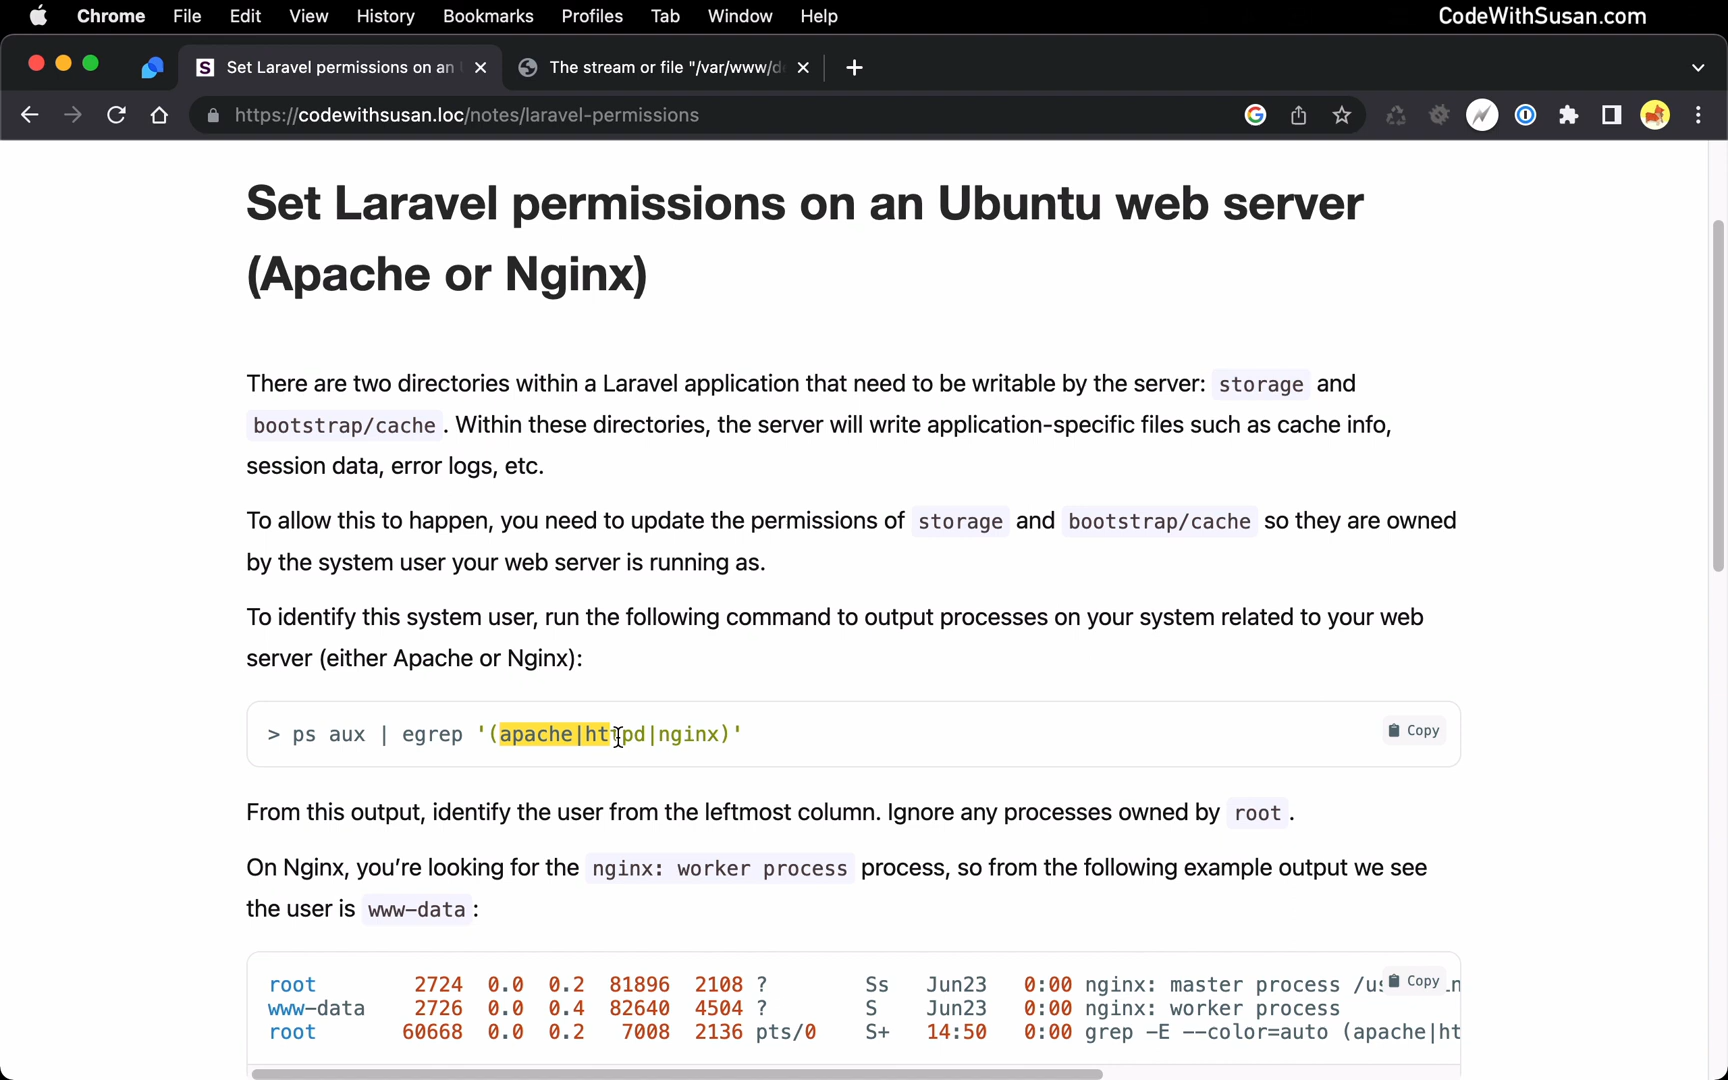 Chrome File Edit View History Bookmarks Profiles Tab Window Help CodeWithSusan.com
S Set Laravel permissions on an The stream or file "/var/www/d
https://codewithsusan.loc/notes/laravel-permissions
Set Laravel permissions on an Ubuntu web server
(Apache or Nginx)
There are two directories within a Laravel application that need to be writable by the server: storage and
bootstrap/cache. Within these directories, the server will write application-specific files such as cache info,
session data, error logs, etc.
To allow this to happen, you need to update the permissions of storage and bootstrap/cache so they are owned
by the system user your web server is running as.
To identify this system user, run the following command to output processes on your system related to your web
server (either Apache or Nginx):
> ps aux | egrep '(apache|httpd|nginx)' Copy
From this output, identify the user from the leftmost column. Ignore any processes owned by root.
On Nginx, you’re looking for the nginx: worker process process, so from the following example output we see
the user is www-data:
root 2724 0.0 0.2 81896 2108 ? Ss Jun23 0:00 nginx: master process /us Copy n
www-data 2726 0.0 0.4 82640 4504 ? S Jun23 0:00 nginx: worker process
root 60668 0.0 0.2 7008 2136 pts/0 S+ 14:50 0:00 grep -E --color=auto (apache|ht